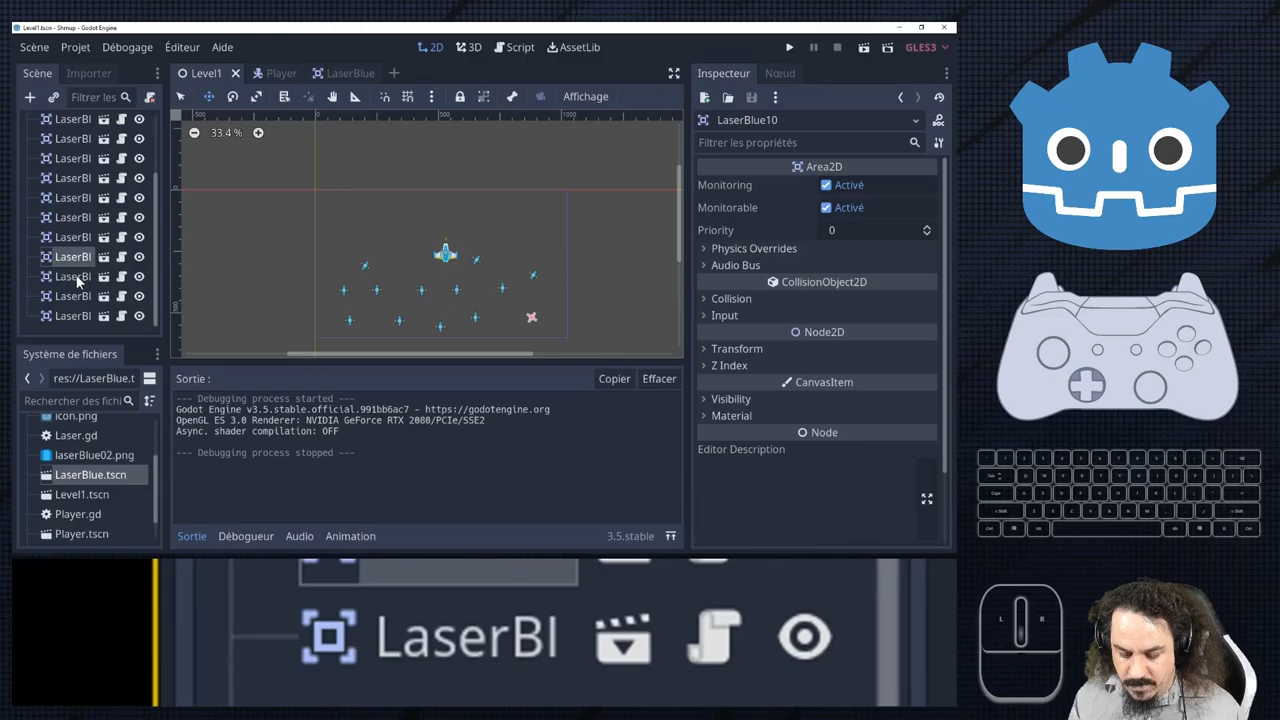 Level1.tscn - Shmup - Godot Engine
Scène Projet Débogage Éditeur Aide
2D 3D Script AssetLib
GLES3
Scène Importer
Level1 Player LaserBlue
Inspecteur Nœud
Filtrer les
Affichage
33.4 %
500 0 500 1000
LaserBlue10
LaserBl
LaserBl
LaserBl
LaserBl
LaserBl
LaserBl
LaserBl
LaserBl
LaserBl
LaserBl
LaserBl
Filtrer les propriétés
Area2D
Monitoring Activé
Monitorable Activé
Priority 0
Physics Overrides
Audio Bus
CollisionObject2D
Collision
Input
Node2D
Transform
Z Index
CanvasItem
Visibility
Material
Node
Editor Description
Système de fichiers
res://LaserBlue.t
Rechercher des fichi
icon.png
Laser.gd
laserBlue02.png
LaserBlue.tscn
Level1.tscn
Player.gd
Player.tscn
Sortie : Copier Effacer
--- Debugging process started ---
Godot Engine v3.5.stable.official.991bb6ac7 - https://godotengine.org
OpenGL ES 3.0 Renderer: NVIDIA GeForce RTX 2080/PCIe/SSE2
Async. shader compilation: OFF
--- Debugging process stopped ---
Sortie Débogueur Audio Animation 3.5.stable
LaserBl
L R